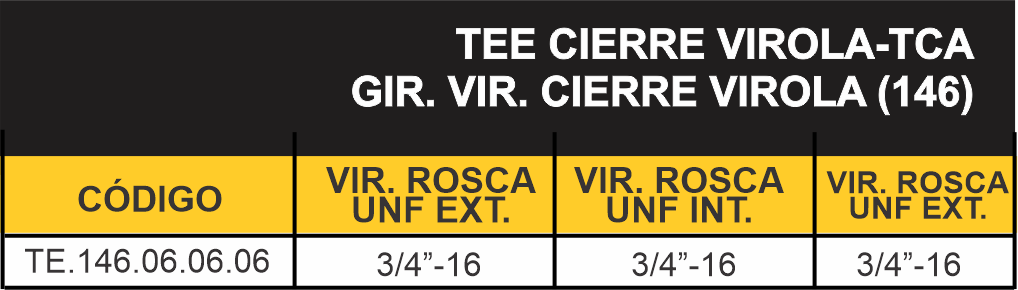 TEE CIERRE VIROLA-TCA
GIR. VIR. CIERRE VIROLA (146)
CÓDIGO
VIR. ROSCA
UNF EXT.
VIR. ROSCA
UNF INT.
VIR. ROSCA
UNF EXT.
TE.146.06.06.06
3/4”-16
3/4”-16
3/4”-16